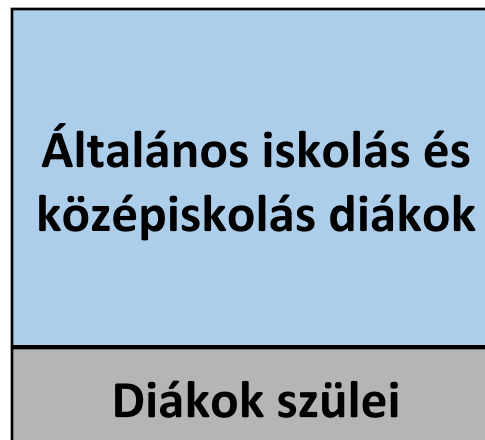 Általános iskolás és
középiskolás diákok
Diákok szülei